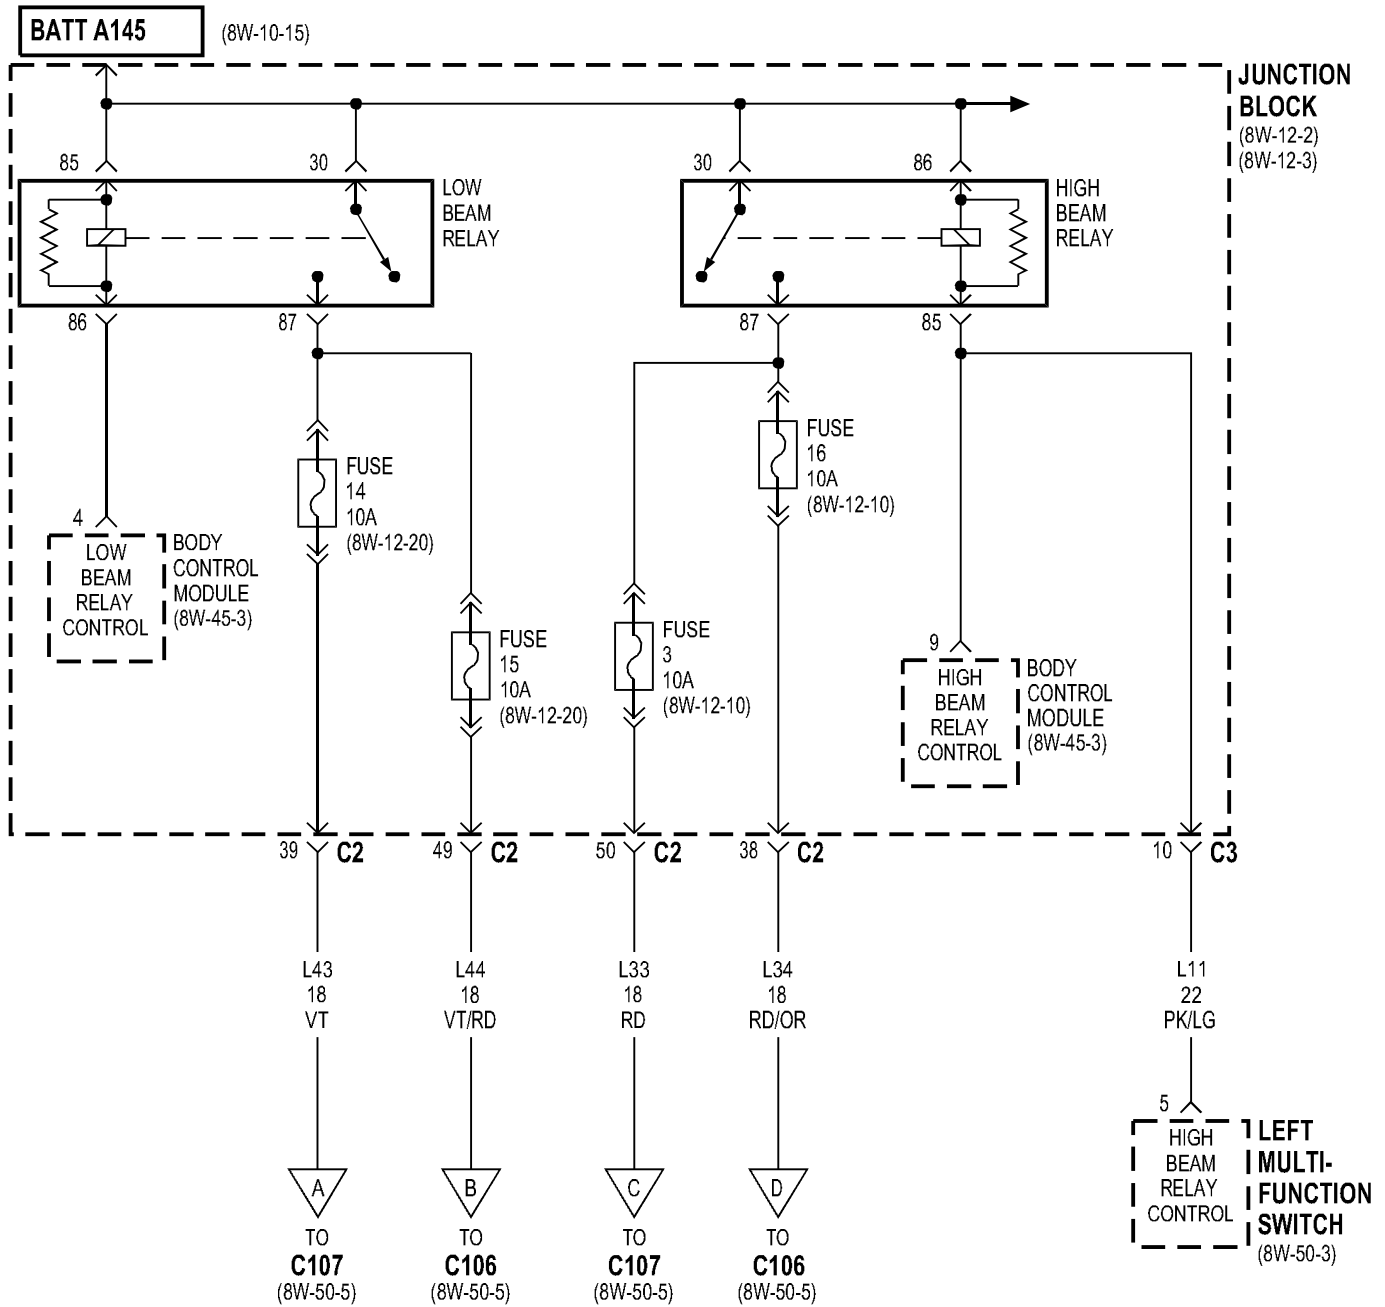 BATT A145
(8W-10-15)
JUNCTION
BLOCK
(8W-12-2)
(8W-12-3)
85
30
30
86
LOW
BEAM
RELAY
HIGH
BEAM
RELAY
86
87
87
85
FUSE
14
10A
(8W-12-20)
FUSE
16
10A
(8W-12-10)
4
LOW
BEAM
RELAY
CONTROL
BODY
CONTROL
MODULE
(8W-45-3)
FUSE
15
10A
(8W-12-20)
FUSE
3
10A
(8W-12-10)
9
HIGH
BEAM
RELAY
CONTROL
BODY
CONTROL
MODULE
(8W-45-3)
39 C2
49 C2
50 C2
38 C2
10 C3
L43
18
VT
L44
18
VT/RD
L33
18
RD
L34
18
RD/OR
L11
22
PK/LG
5
HIGH
BEAM
RELAY
CONTROL
LEFT
MULTI-
FUNCTION
SWITCH
(8W-50-3)
A
TO
C107
(8W-50-5)
B
TO
C106
(8W-50-5)
C
TO
C107
(8W-50-5)
D
TO
C106
(8W-50-5)